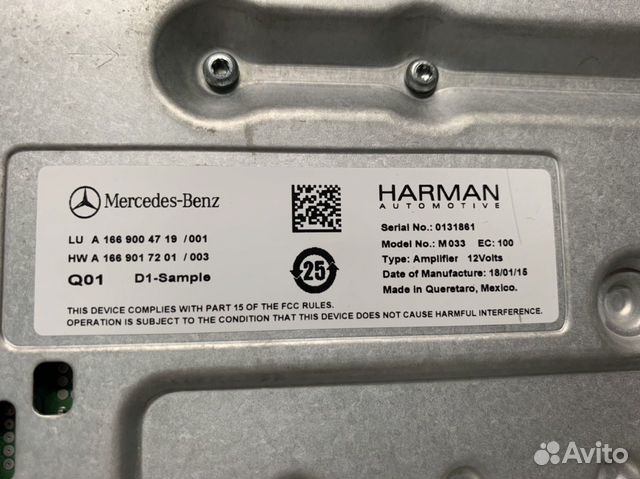 Mercedes-Benz
LU A 166 900 47 19 / 001
HW A 166 901 72 01 / 003
Q01 D1-Sample
25
HARMAN
AUTOMOTIVE
Serial No.: 0131861
Model No.: M 033 EC: 100
Type: Amplifier 12Volts
Date of Manufacture: 18/01/15
Made in Queretaro, Mexico.
THIS DEVICE COMPLIES WITH PART 15 OF THE FCC RULES.
OPERATION IS SUBJECT TO THE CONDITION THAT THIS DEVICE DOES NOT CAUSE HARMFUL INTERFERENCE.
Avito